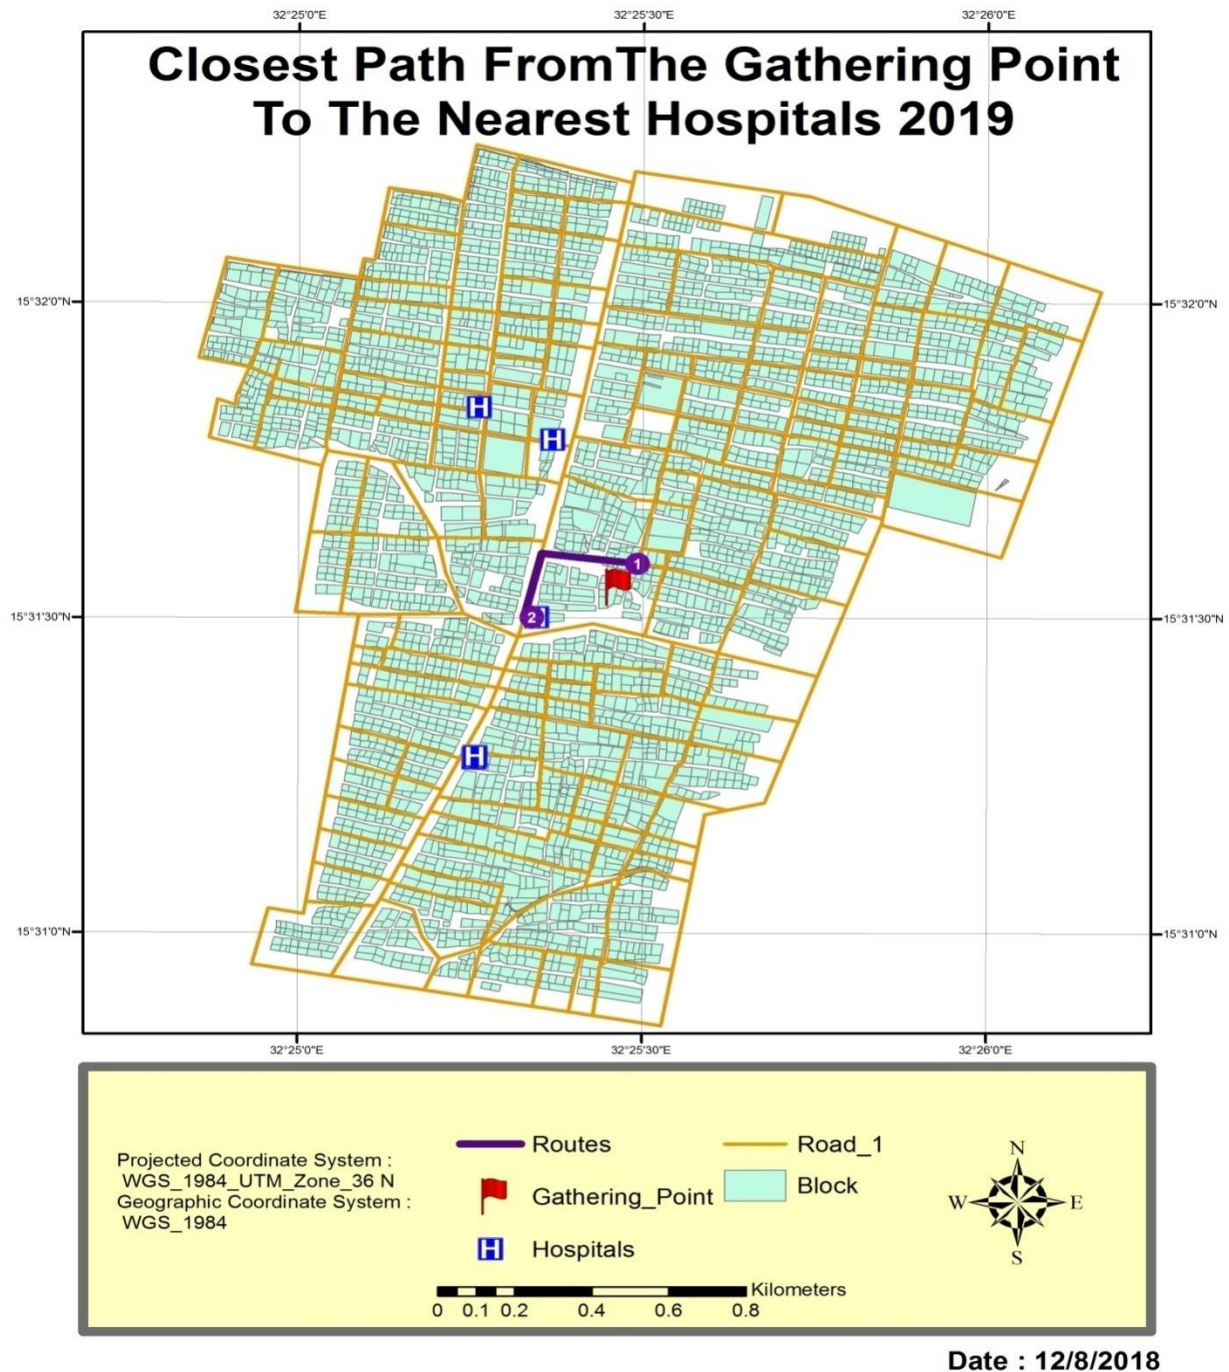 32°25'0"E 32°25'30"E 32°26'0"E
Closest Path FromThe Gathering Point
To The Nearest Hospitals 2019
15°32'0"N 15°32'0"N
H
H
1
15°31'30"N 2 H 15°31'30"N
H
15°31'0"N 15°31'0"N
32°25'0"E 32°25'30"E 32°26'0"E
Projected Coordinate System :
WGS_1984_UTM_Zone_36 N
Geographic Coordinate System :
WGS_1984
Routes
Gathering_Point
H Hospitals
Road_1
Block
N
W E
S
Kilometers
0 0.1 0.2 0.4 0.6 0.8
Date : 12/8/2018